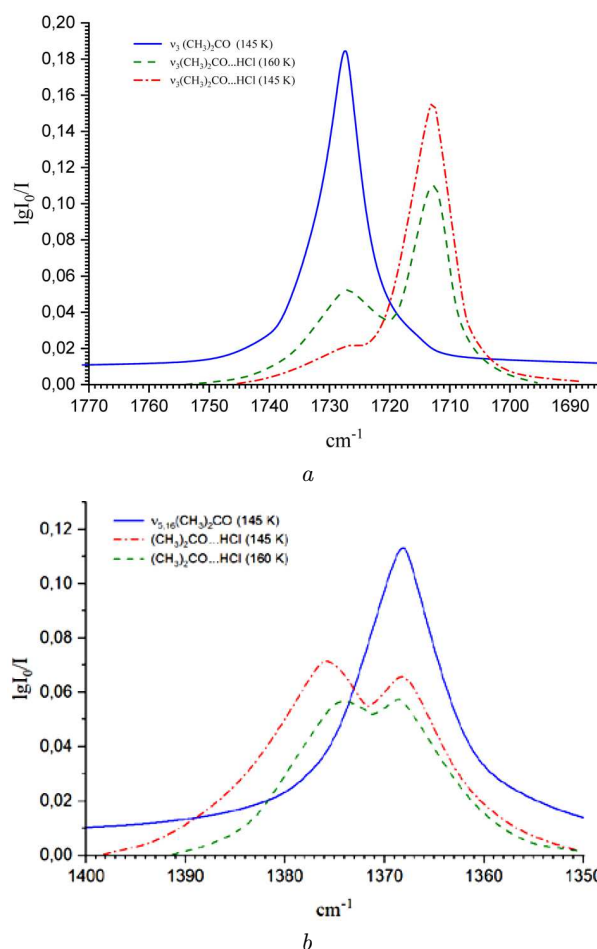 0,20
0,18
0,16
0,14
0,12
0,10
0,08
0,06
0,04
0,02
0,00
lgI₀/I
ν₃ (CH₃)₂CO (145 K)
ν₃(CH₃)₂CO...HCl (160 K)
ν₃(CH₃)₂CO...HCl (145 K)
1770 1760 1750 1740 1730 1720 1710 1700 1690
cm⁻¹
a
0,12
0,10
0,08
0,06
0,04
0,02
0,00
lgI₀/I
ν₅,₁₆(CH₃)₂CO (145 K)
(CH₃)₂CO...HCl (145 K)
(CH₃)₂CO...HCl (160 K)
1400 1390 1380 1370 1360 1350
cm⁻¹
b